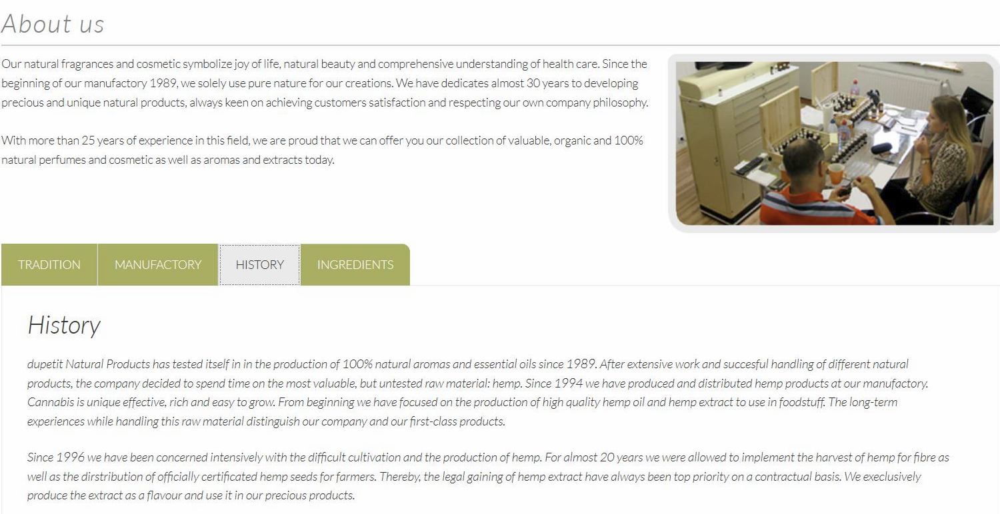 About us
Our natural fragrances and cosmetic symbolize joy of life, natural beauty and comprehensive understanding of health care. Since the
beginning of our manufactory 1989, we solely use pure nature for our creations. We have dedicates almost 30 years to developing
precious and unique natural products, always keen on achieving customers satisfaction and respecting our own company philosophy.
With more than 25 years of experience in this field, we are proud that we can offer you our collection of valuable, organic and 100%
natural perfumes and cosmetic as well as aromas and extracts today.
TRADITION MANUFACTORY HISTORY INGREDIENTS
History
dupetit Natural Products has tested itself in in the production of 100% natural aromas and essential oils since 1989. After extensive work and succesful handling of different natural
products, the company decided to spend time on the most valuable, but untested raw material: hemp. Since 1994 we have produced and distributed hemp products at our manufactory.
Cannabis is unique effective, rich and easy to grow. From beginning we have focused on the production of high quality hemp oil and hemp extract to use in foodstuff. The long-term
experiences while handling this raw material distinguish our company and our first-class products.
Since 1996 we have been concerned intensively with the difficult cultivation and the production of hemp. For almost 20 years we were allowed to implement the harvest of hemp for fibre as
well as the dirstribution of officially certificated hemp seeds for farmers. Thereby, the legal gaining of hemp extract have always been top priority on a contractual basis. We execlusively
produce the extract as a flavour and use it in our precious products.